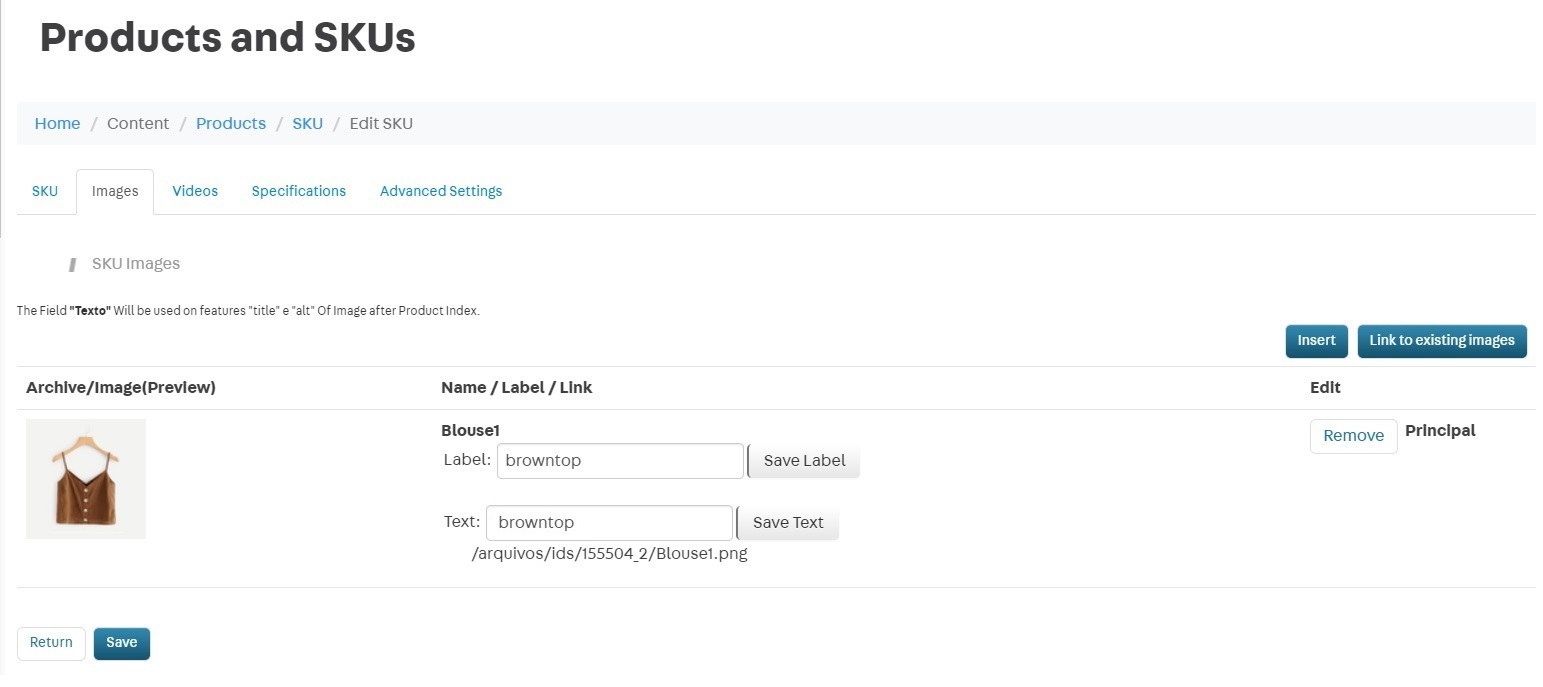 Products and SKUs
Home / Content / Products / SKU / Edit SKU
SKU Images Videos Specifications Advanced Settings
SKU Images
The Field "Texto" Will be used on features "title" e "alt" Of Image after Product Index.
Insert Link to existing images
Archive/Image(Preview) Name / Label / Link Edit
Blouse1 Remove Principal
Label: browntop Save Label
Text: browntop Save Text
/arquivos/ids/155504_2/Blouse1.png
Return Save